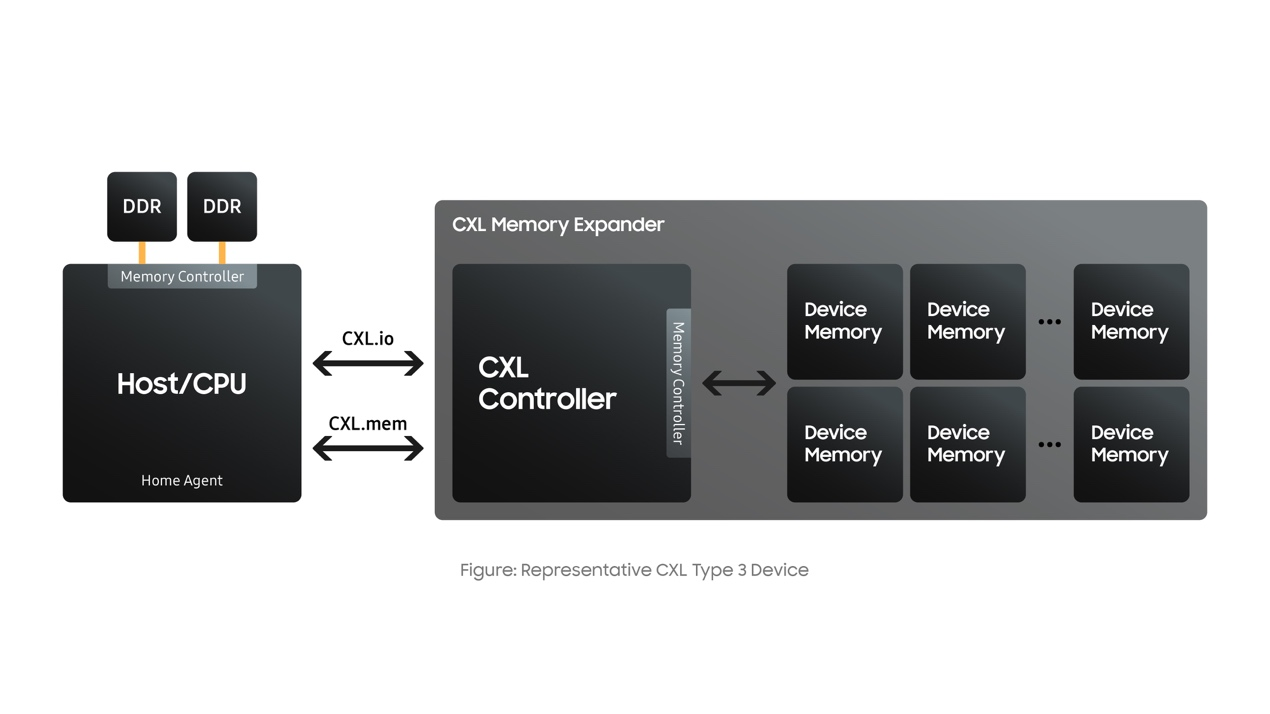 DDR
DDR
Memory Controller
Host/CPU
Home Agent
CXL.io
CXL.mem
CXL Memory Expander
CXL
Controller
Memory Controller
Device
Memory
Device
Memory
...
Device
Memory
Device
Memory
Device
Memory
...
Device
Memory
Figure: Representative CXL Type 3 Device